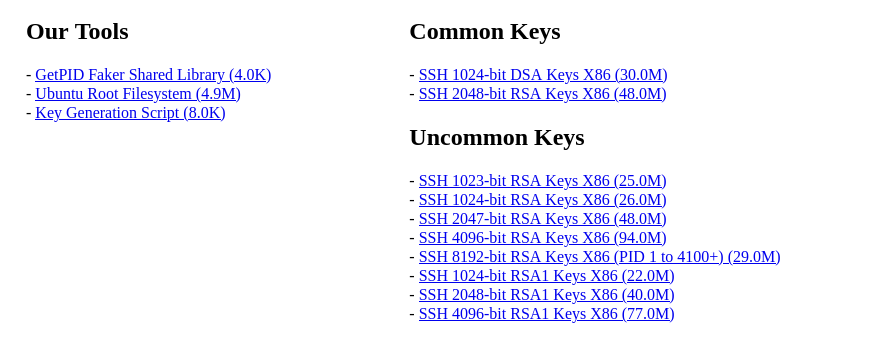 Our Tools
- GetPID Faker Shared Library (4.0K)
- Ubuntu Root Filesystem (4.9M)
- Key Generation Script (8.0K)
Common Keys
- SSH 1024-bit DSA Keys X86 (30.0M)
- SSH 2048-bit RSA Keys X86 (48.0M)
Uncommon Keys
- SSH 1023-bit RSA Keys X86 (25.0M)
- SSH 1024-bit RSA Keys X86 (26.0M)
- SSH 2047-bit RSA Keys X86 (48.0M)
- SSH 4096-bit RSA Keys X86 (94.0M)
- SSH 8192-bit RSA Keys X86 (PID 1 to 4100+) (29.0M)
- SSH 1024-bit RSA1 Keys X86 (22.0M)
- SSH 2048-bit RSA1 Keys X86 (40.0M)
- SSH 4096-bit RSA1 Keys X86 (77.0M)